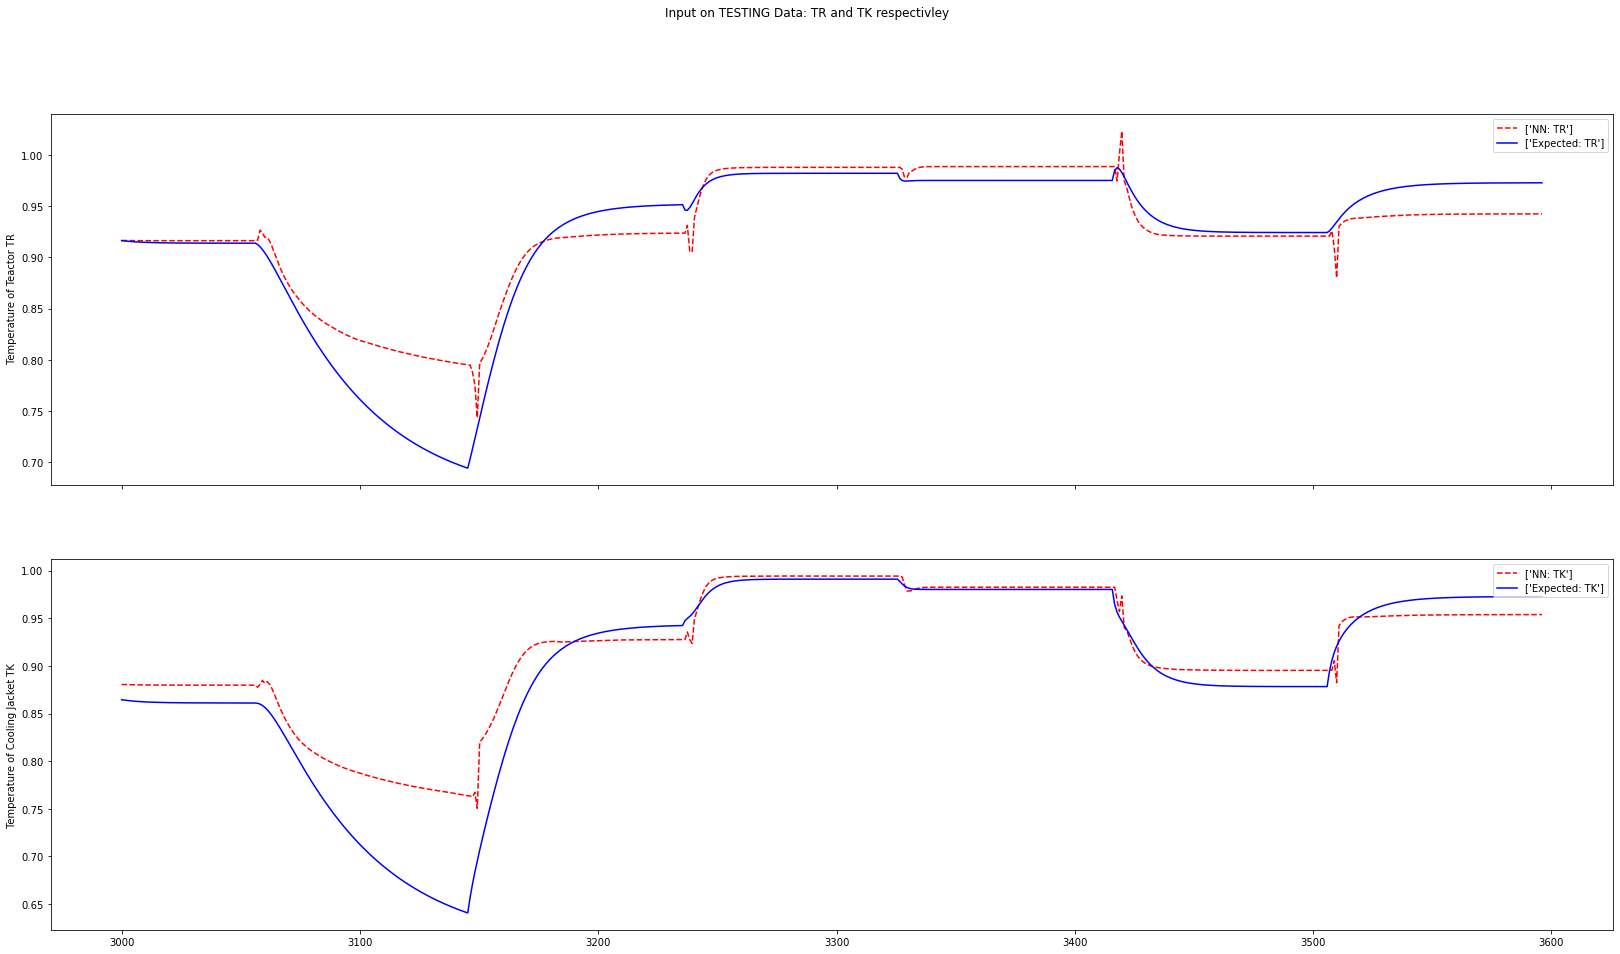 Input on TESTING Data: TR and TK respectivley
['NN: TR']
['Expected: TR']
Temperature of Teactor TR
1.00
0.95
0.90
0.85
0.80
0.75
0.70
['NN: TK']
['Expected: TK']
Temperature of Cooling Jacket TK
1.00
0.95
0.90
0.85
0.80
0.75
0.70
0.65
3000 3100 3200 3300 3400 3500 3600